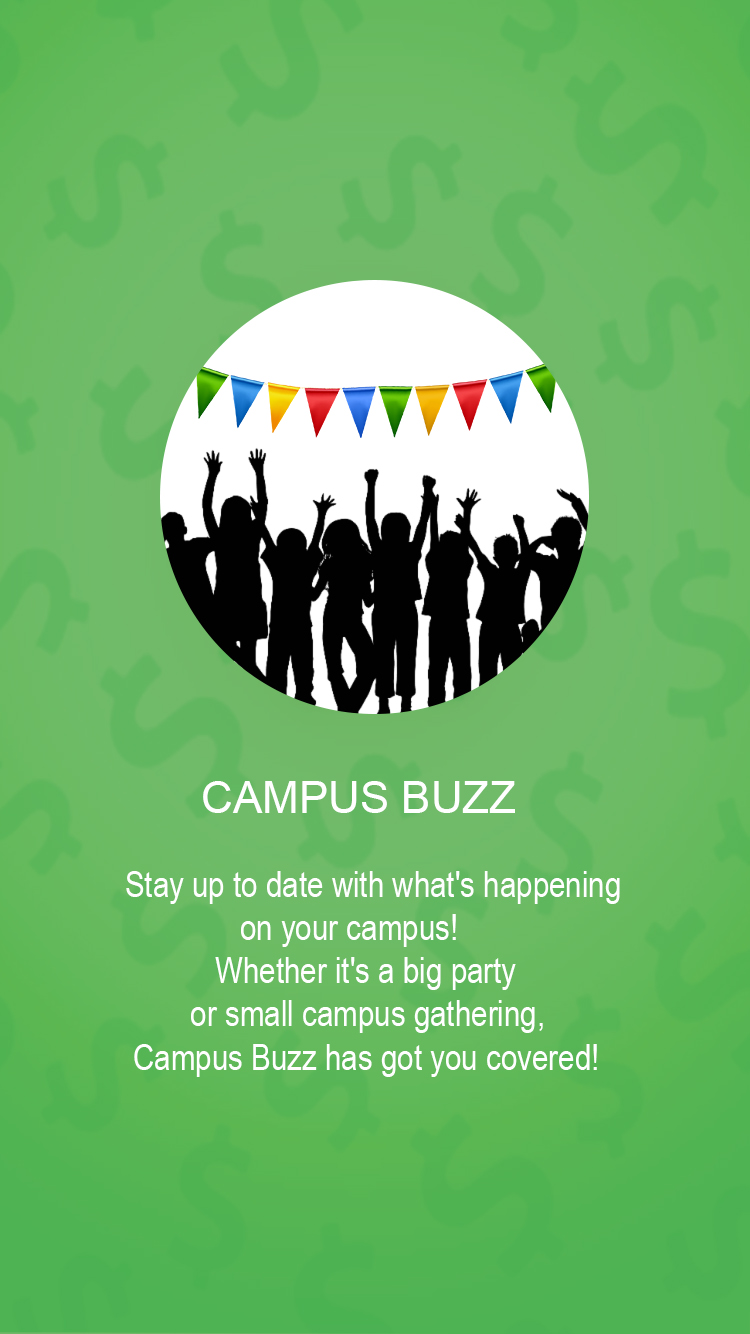 CAMPUS BUZZ
Stay up to date with what's happening
on your campus!
Whether it's a big party
or small campus gathering,
Campus Buzz has got you covered!